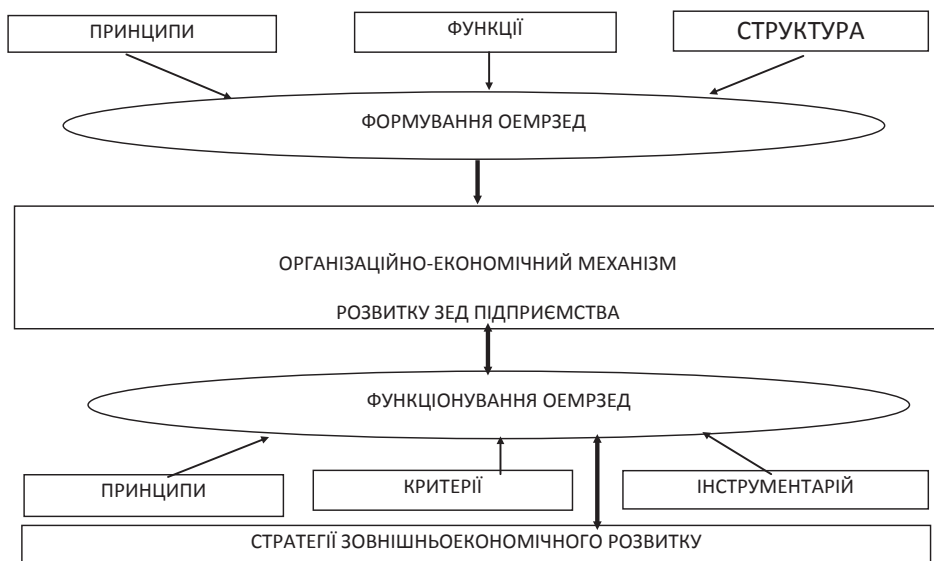 ПРИНЦИПИ
ФУНКЦІЇ
СТРУКТУРА
ФОРМУВАННЯ ОЕМРЗЕД
ОРГАНІЗАЦІЙНО-ЕКОНОМІЧНИЙ МЕХАНІЗМ
РОЗВИТКУ ЗЕД ПІДПРИЄМСТВА
ФУНКЦІОНУВАННЯ ОЕМРЗЕД
ПРИНЦИПИ
КРИТЕРІЇ
ІНСТРУМЕНТАРІЙ
СТРАТЕГІЇ ЗОВНІШНЬОЕКОНОМІЧНОГО РОЗВИТКУ